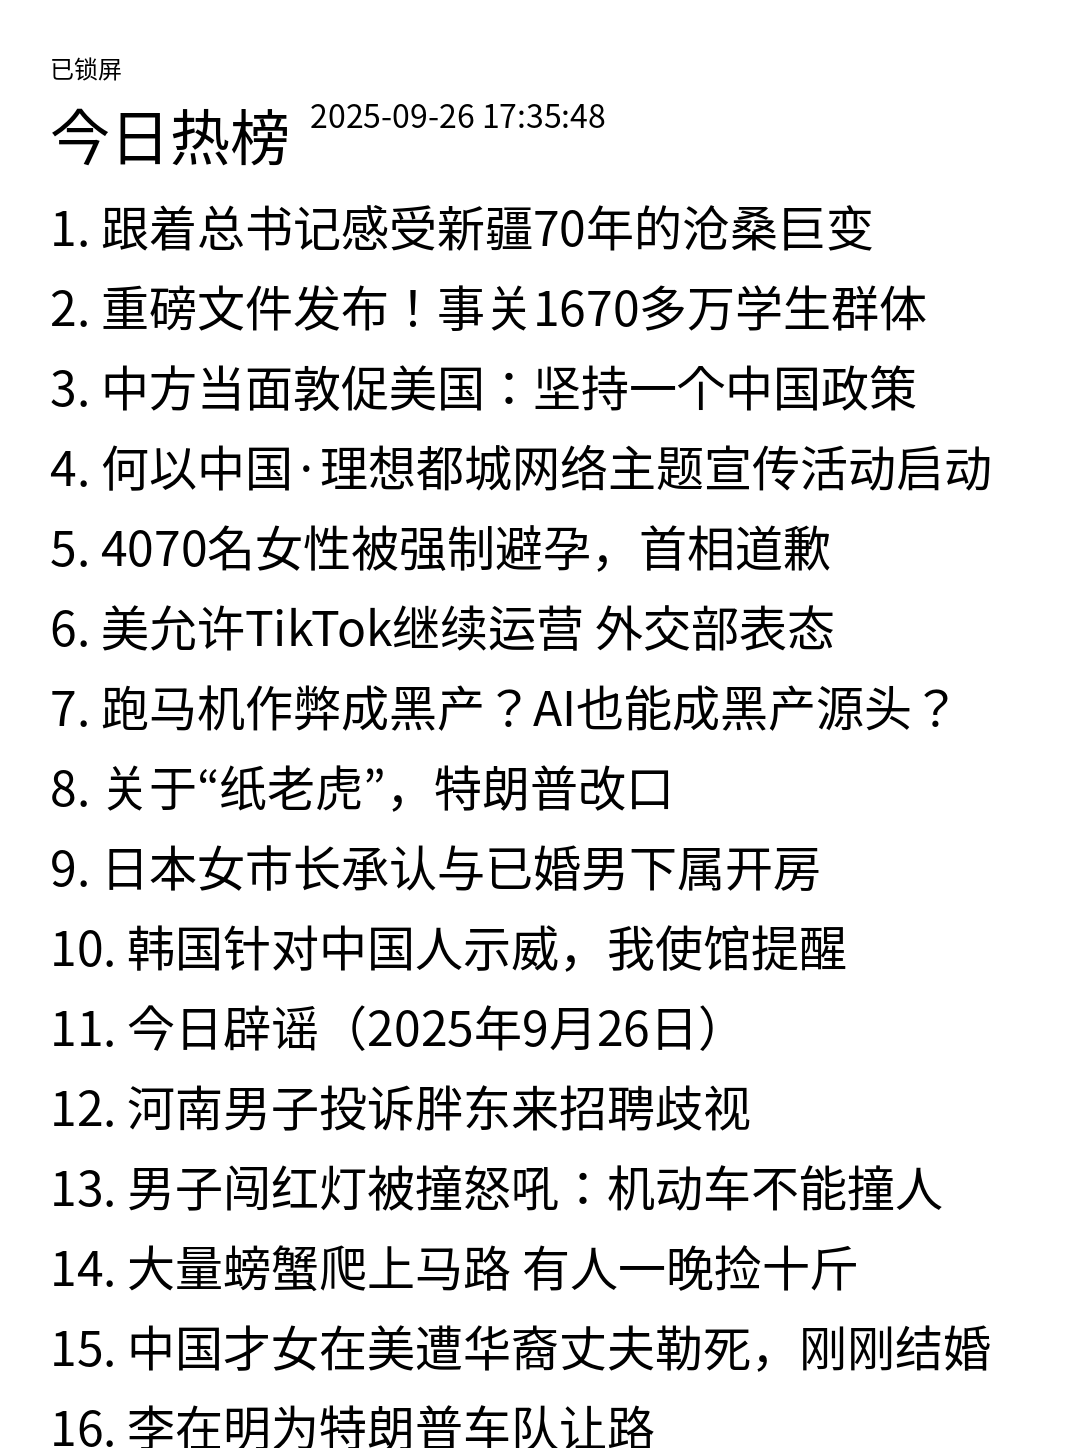 已锁屏
今日热榜 2025-09-26 17:35:48
1. 跟着总书记感受新疆70年的沧桑巨变
2. 重磅文件发布！事关1670多万学生群体
3. 中方当面敦促美国：坚持一个中国政策
4. 何以中国·理想都城网络主题宣传活动启动
5. 4070名女性被强制避孕，首相道歉
6. 美允许TikTok继续运营 外交部表态
7. 跑马机作弊成黑产？AI也能成黑产源头？
8. 关于“纸老虎”，特朗普改口
9. 日本女市长承认与已婚男下属开房
10. 韩国针对中国人示威，我使馆提醒
11. 今日辟谣（2025年9月26日）
12. 河南男子投诉胖东来招聘歧视
13. 男子闯红灯被撞怒吼：机动车不能撞人
14. 大量螃蟹爬上马路 有人一晚捡十斤
15. 中国才女在美遭华裔丈夫勒死，刚刚结婚
16. 李在明为特朗普车队让路